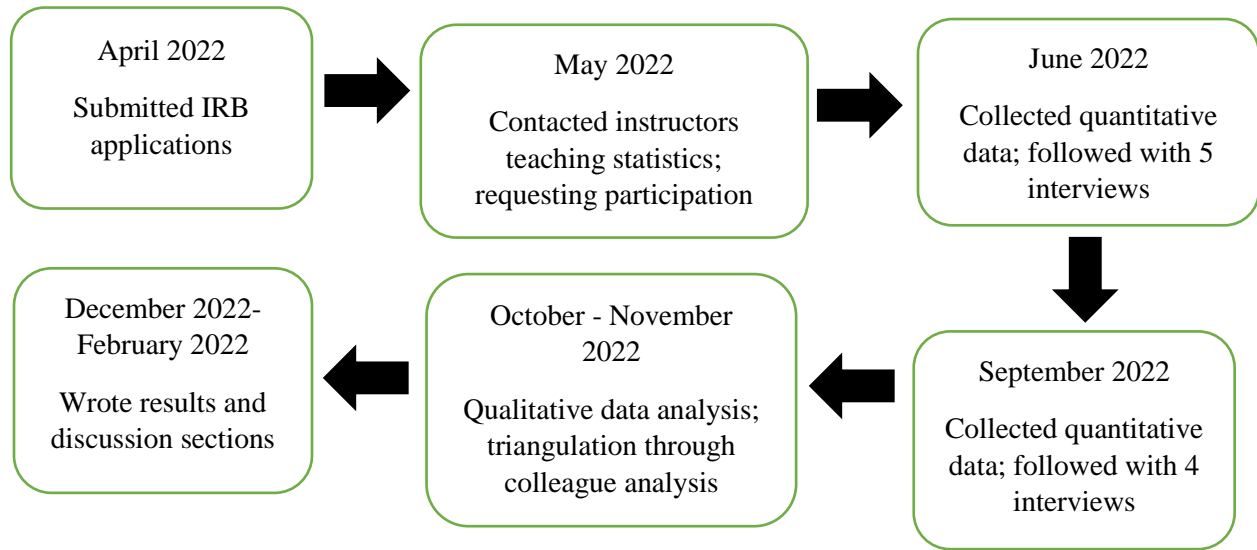 April 2022
Submitted IRB
applications
May 2022
Contacted instructors
teaching statistics;
requesting participation
June 2022
Collected quantitative
data; followed with 5
interviews
September 2022
Collected quantitative
data; followed with 4
interviews
October - November
2022
Qualitative data analysis;
triangulation through
colleague analysis
December 2022-
February 2022
Wrote results and
discussion sections